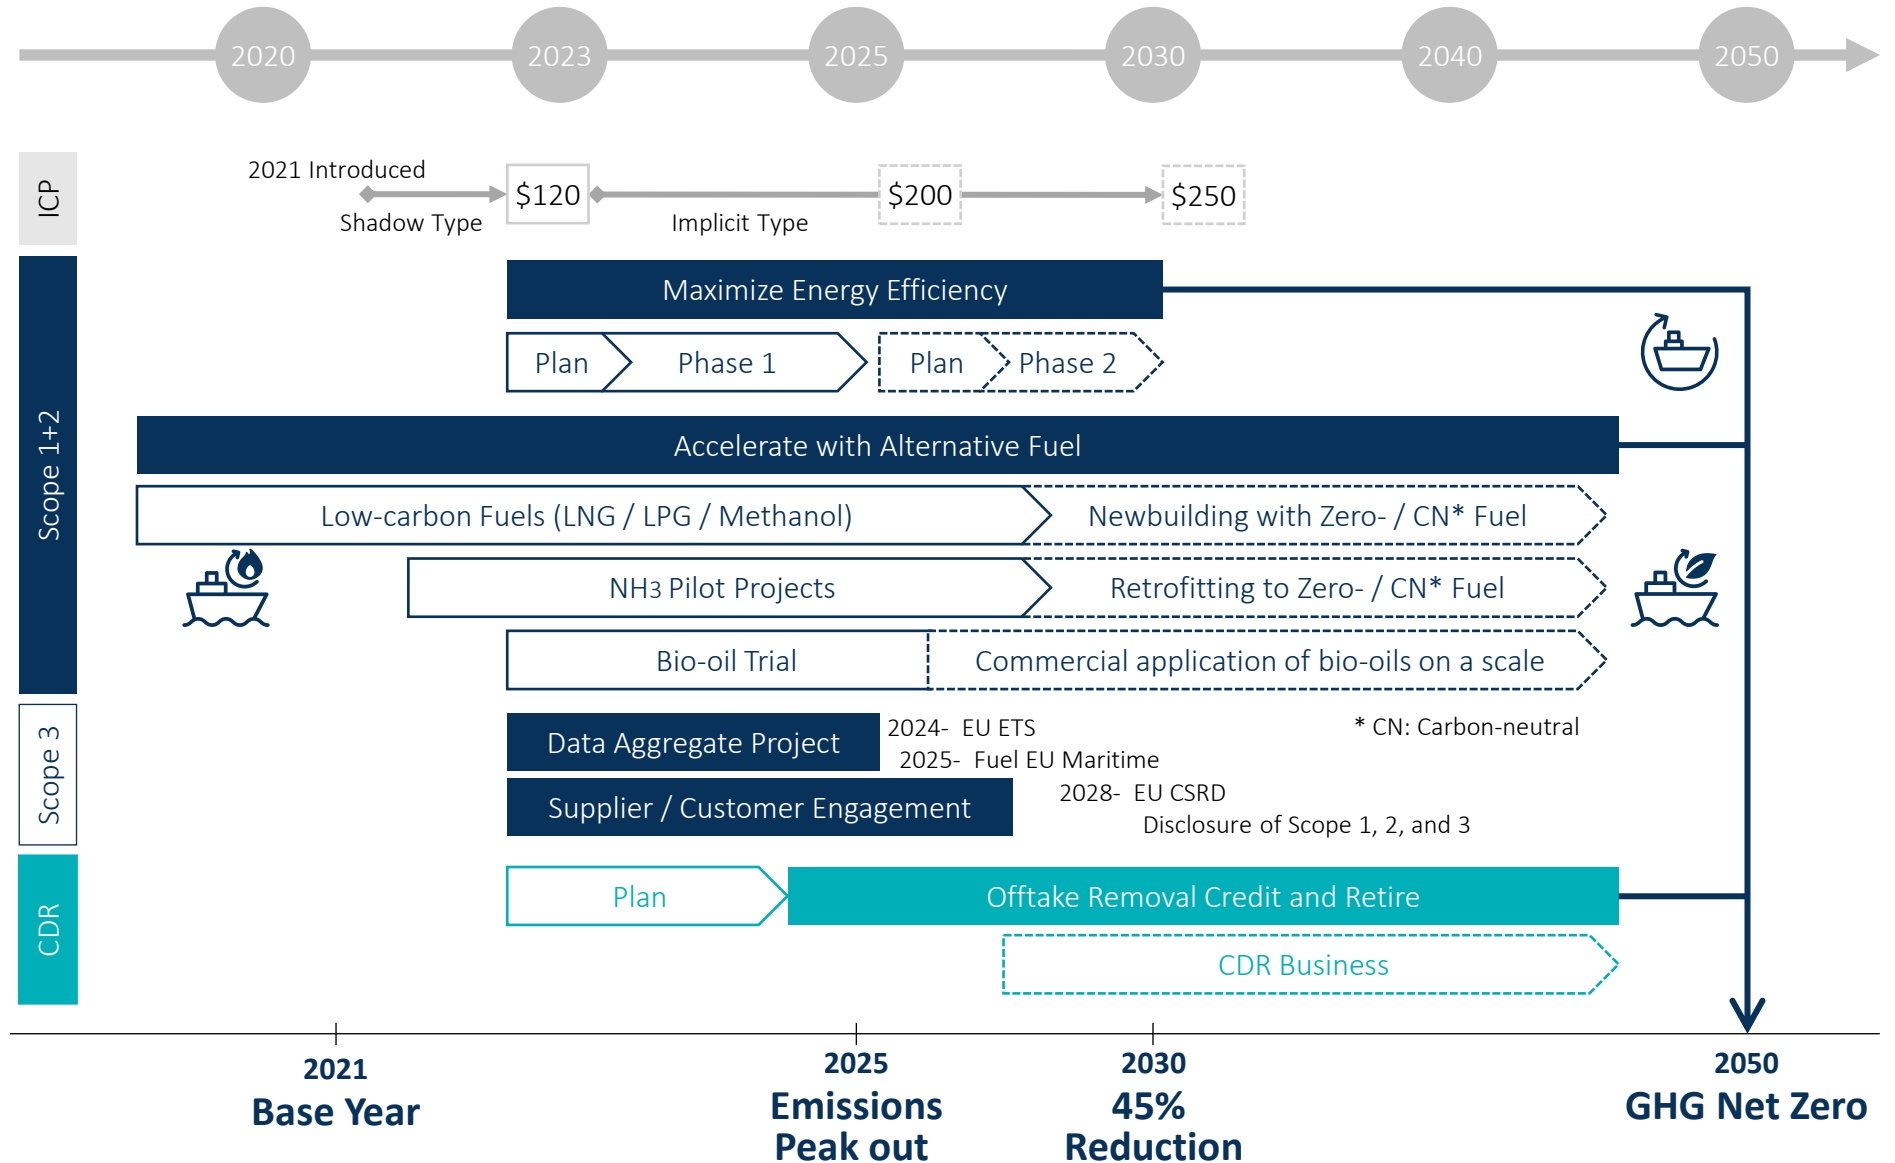 2020
2023
2025
2030
2040
2050
ICP
2021 Introduced
Shadow Type
$120
Implicit Type
$200
$250
Scope 1+2
Maximize Energy Efficiency
Plan
Phase 1
Plan
Phase 2
Accelerate with Alternative Fuel
Low-carbon Fuels (LNG / LPG / Methanol)
Newbuilding with Zero- / CN* Fuel
NH3 Pilot Projects
Retrofitting to Zero- / CN* Fuel
Bio-oil Trial
Commercial application of bio-oils on a scale
Scope 3
Data Aggregate Project
2024- EU ETS
* CN: Carbon-neutral
2025- Fuel EU Maritime
Supplier / Customer Engagement
2028- EU CSRD
Disclosure of Scope 1, 2, and 3
CDR
Plan
Offtake Removal Credit and Retire
CDR Business
2021
Base Year
2025
Emissions
Peak out
2030
45%
Reduction
2050
GHG Net Zero